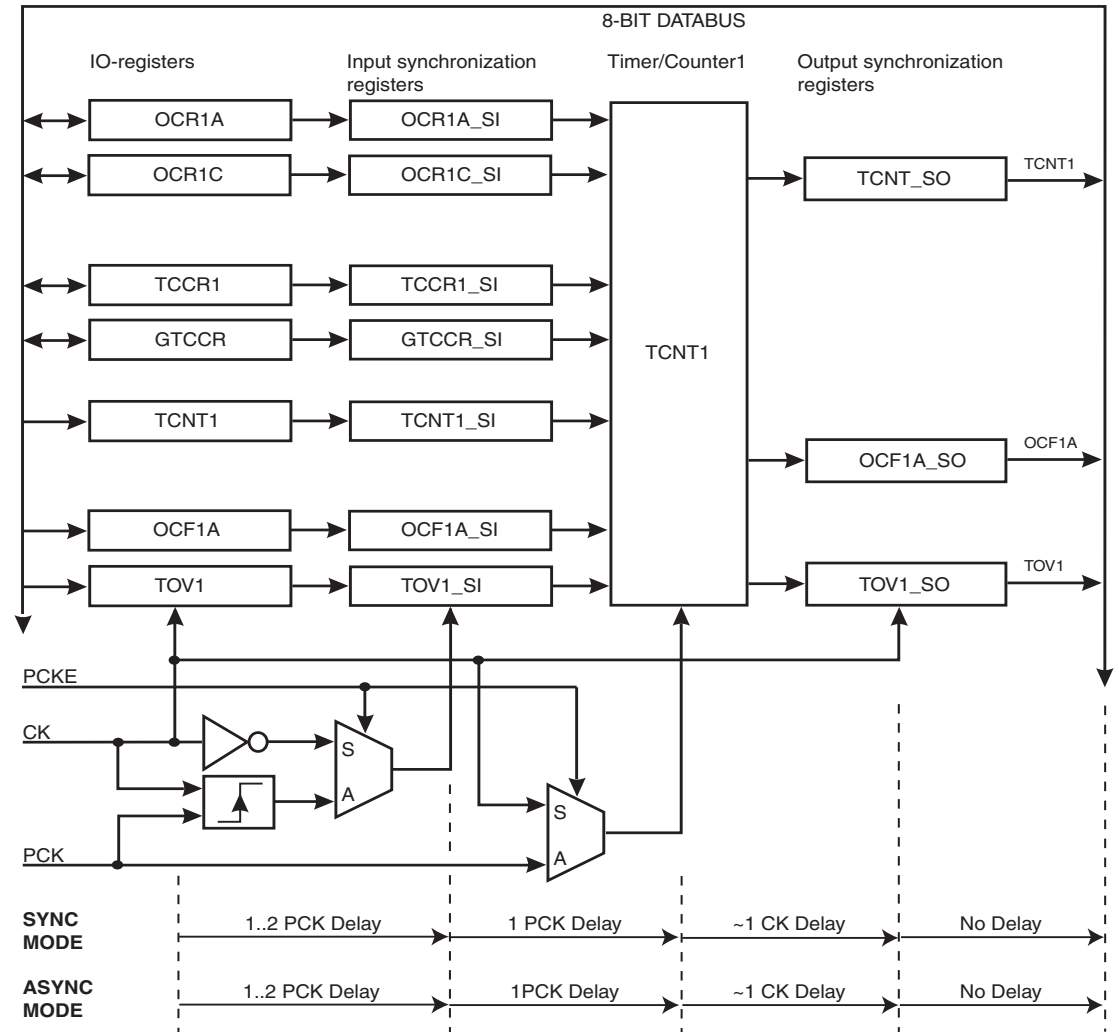 8-BIT DATABUS
IO-registers
Input synchronization
registers
Timer/Counter1
Output synchronization
registers
OCR1A
OCR1A_SI
OCR1C
OCR1C_SI
TCNT_SO
TCNT1
TCCR1
TCCR1_SI
GTCCR
GTCCR_SI
TCNT1
TCNT1
TCNT1_SI
OCF1A_SO
OCF1A
OCF1A
OCF1A_SI
TOV1
TOV1_SI
TOV1_SO
TOV1
PCKE
CK
S
A
S
A
PCK
SYNC
MODE
1..2 PCK Delay
1 PCK Delay
~1 CK Delay
No Delay
ASYNC
MODE
1..2 PCK Delay
1PCK Delay
~1 CK Delay
No Delay